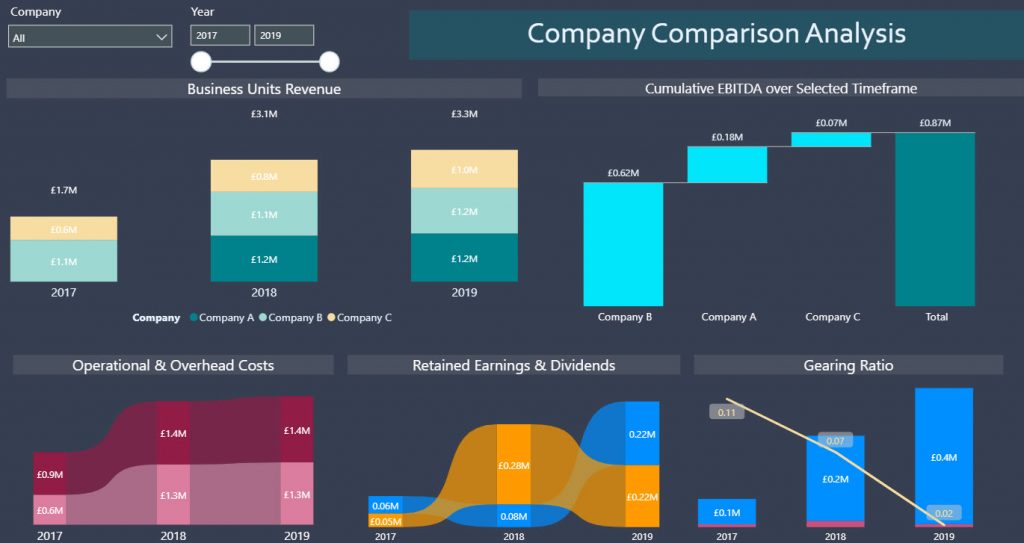 Company
Year
All
2017
2019
Company Comparison Analysis
Business Units Revenue
£1.7M
£0.6M
£1.1M
2017
£3.1M
£0.8M
£1.1M
£1.2M
2018
£3.3M
£1.0M
£1.2M
£1.2M
2019
Company Company A Company B Company C
Cumulative EBITDA over Selected Timeframe
£0.62M
£0.18M
£0.07M
£0.87M
Company B
Company A
Company C
Total
Operational & Overhead Costs
£0.9M
£0.6M
2017
£1.4M
£1.3M
2018
£1.4M
£1.3M
2019
Retained Earnings & Dividends
0.06M
£0.05M
2017
£0.28M
0.08M
2018
0.22M
£0.22M
2019
Gearing Ratio
0.11
£0.1M
2017
0.07
£0.2M
2018
£0.4M
0.02
2019